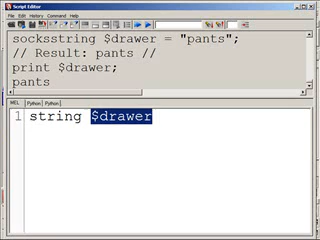 Script Editor
File Edit History Command Help
socksstring $drawer = "pants";
// Result: pants //
print $drawer;
pants
MEL Python Python
1 string $drawer